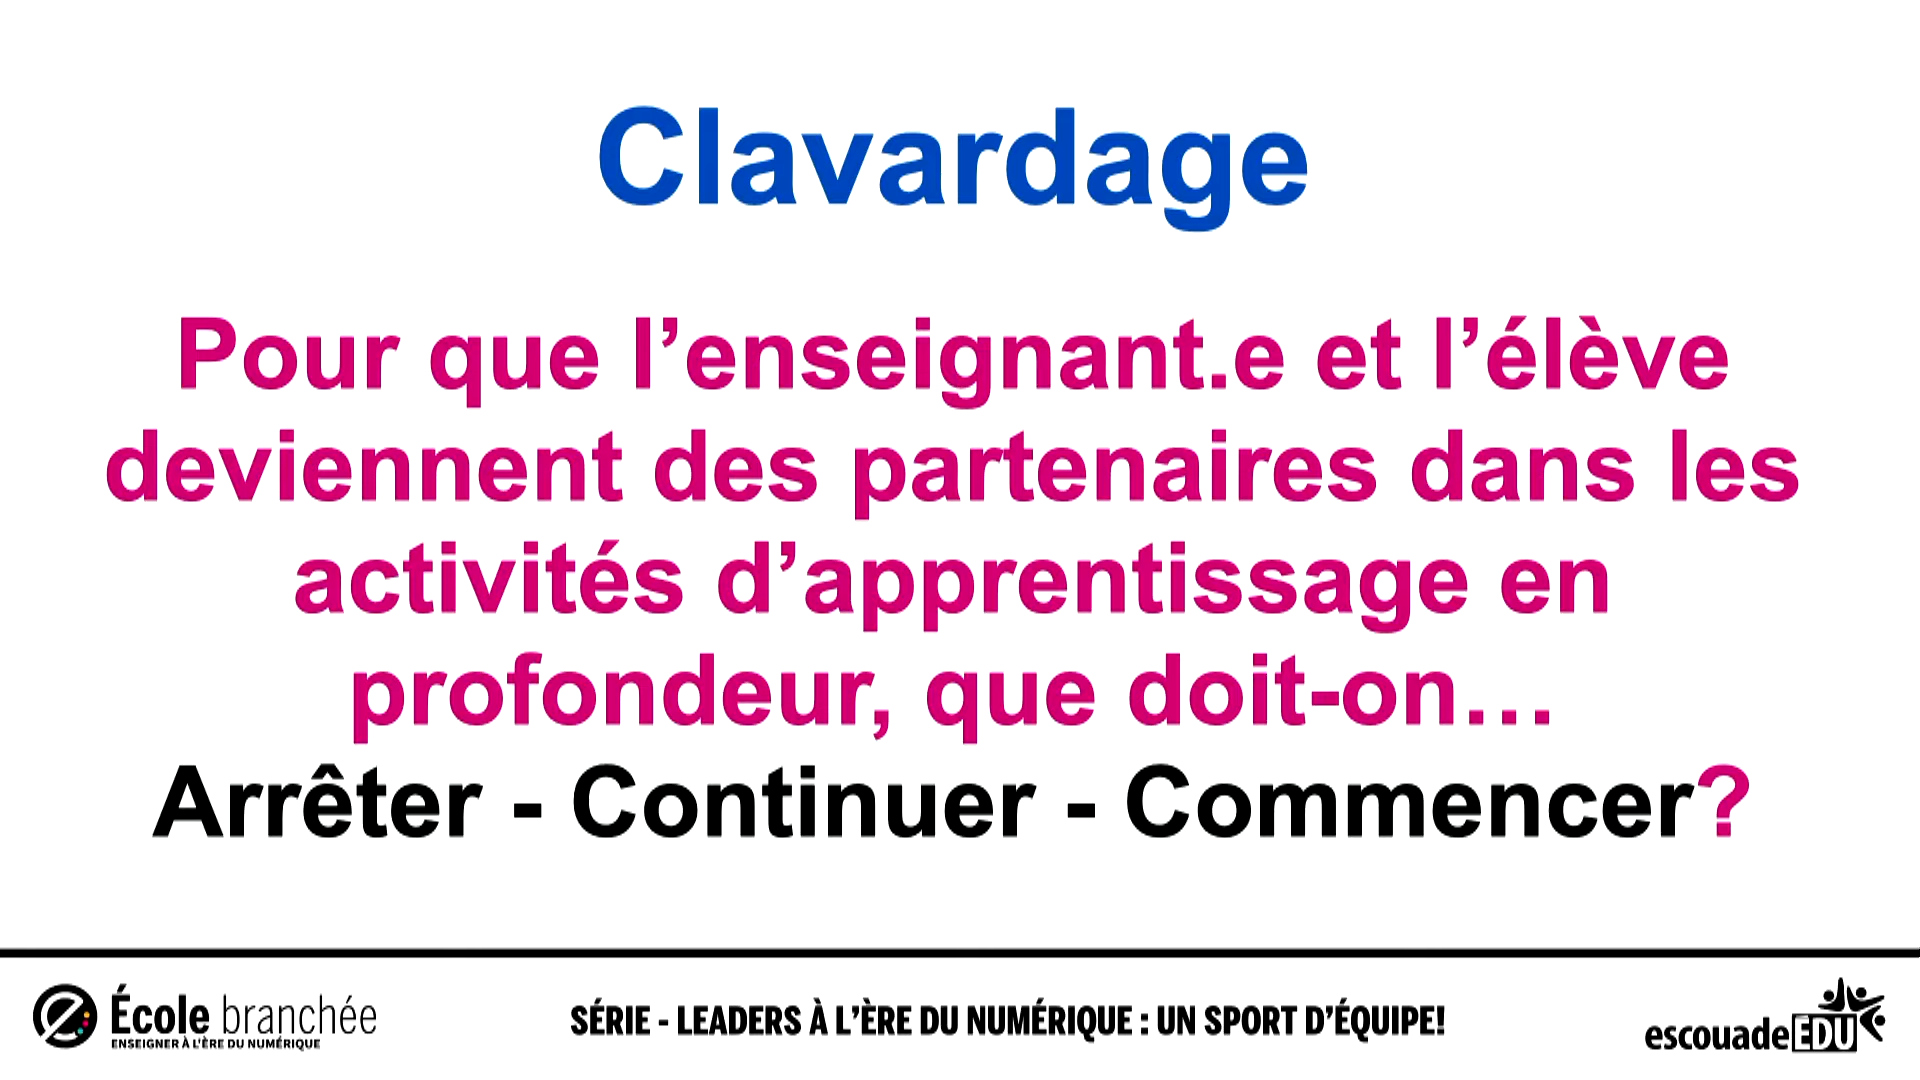 Clavardage
Pour que l’enseignant.e et l’élève
deviennent des partenaires dans les
activités d’apprentissage en
profondeur, que doit-on…
Arrêter - Continuer - Commencer?
École branchée
ENSEIGNER À L'ÈRE DU NUMÉRIQUE
SÉRIE - LEADERS À L'ÈRE DU NUMÉRIQUE : UN SPORT D'ÉQUIPE!
escouadeEDU